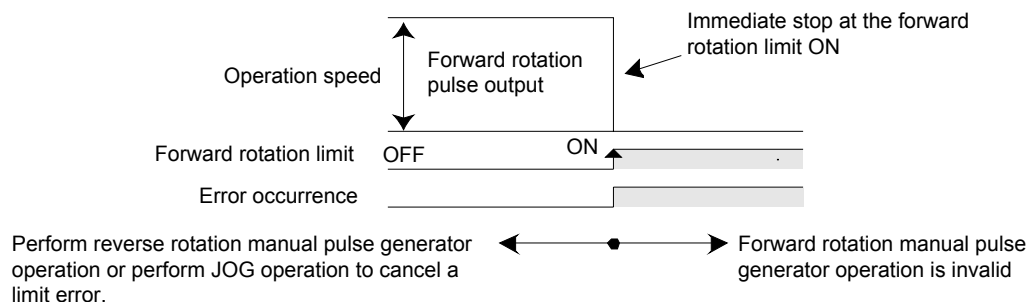 Immediate stop at the forward
rotation limit ON
Forward rotation
pulse output
Operation speed
Forward rotation limit
OFF
ON
Error occurrence
Perform reverse rotation manual pulse generator
operation or perform JOG operation to cancel a
limit error.
Forward rotation manual pulse
generator operation is invalid